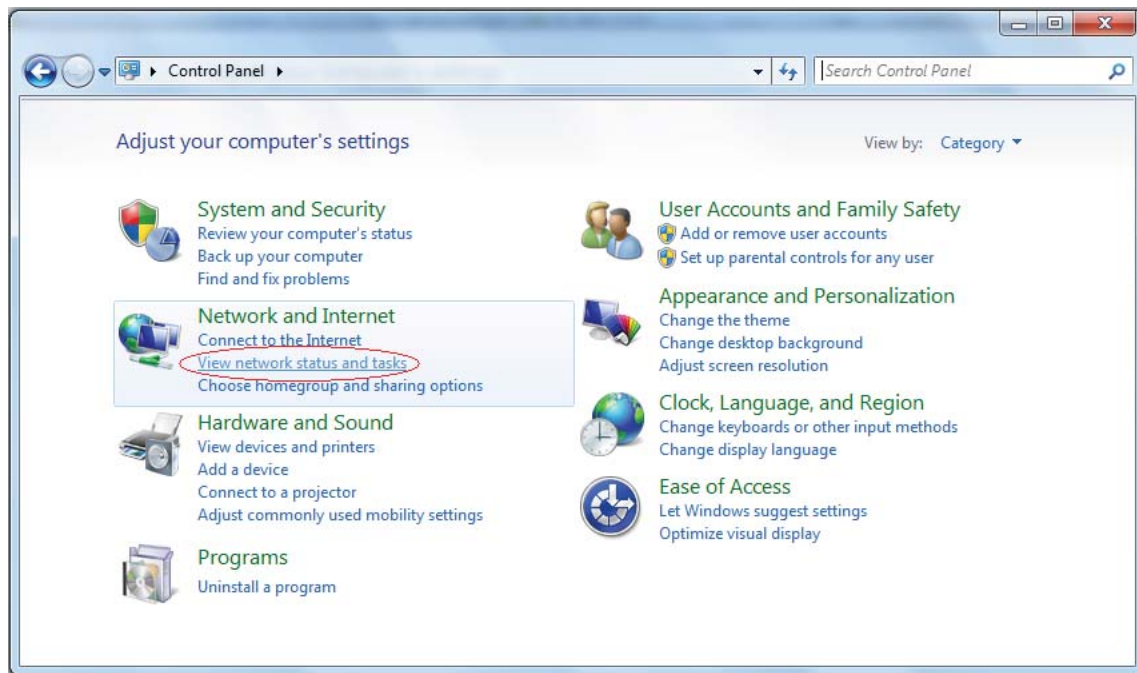 Control Panel
Search Control Panel
Adjust your computer's settings
View by: Category
System and Security
Review your computer's status
Back up your computer
Find and fix problems
Network and Internet
Connect to the Internet
View network status and tasks
Choose homegroup and sharing options
Hardware and Sound
View devices and printers
Add a device
Connect to a projector
Adjust commonly used mobility settings
Programs
Uninstall a program
User Accounts and Family Safety
Add or remove user accounts
Set up parental controls for any user
Appearance and Personalization
Change the theme
Change desktop background
Adjust screen resolution
Clock, Language, and Region
Change keyboards or other input methods
Change display language
Ease of Access
Let Windows suggest settings
Optimize visual display